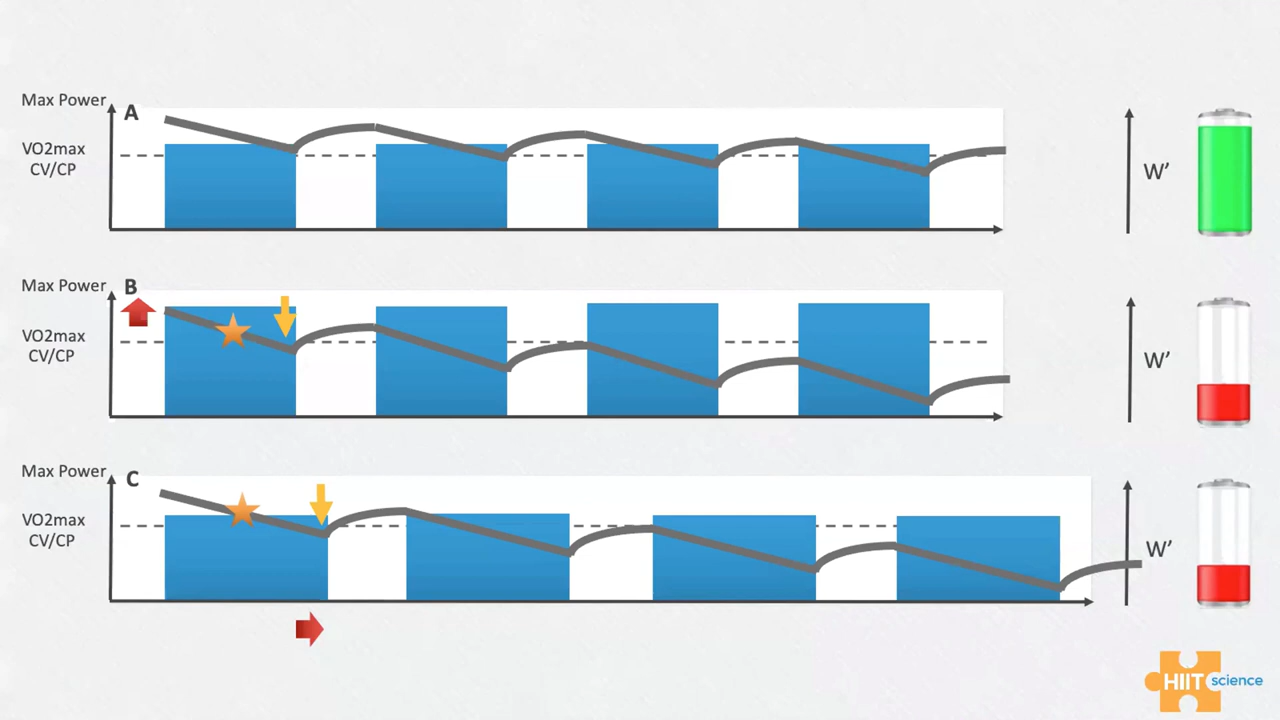 Max Power
A
VO2max
CV/CP
W’
Max Power
B
VO2max
CV/CP
W’
Max Power
C
VO2max
CV/CP
W’
HIIT science